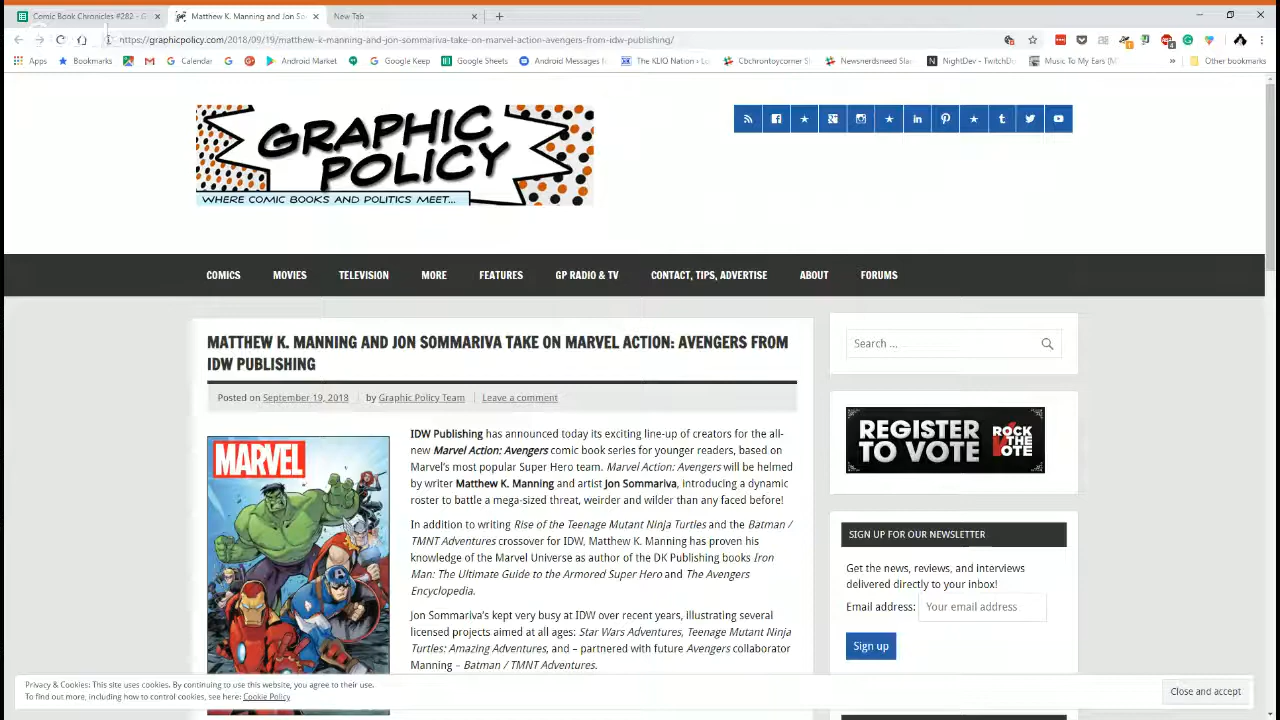 Comic Book Chronicles #282 - G
Matthew K. Manning and Jon So
New Tab
https://graphicpolicy.com/2018/09/19/matthew-k-manning-and-jon-sommariva-take-on-marvel-action-avengers-from-idw-publishing/
Apps
Bookmarks
Calendar
Android Market
Google Keep
Google Sheets
Android Messages
The KLIO Nation
Cbchrontoycorner S
Newsnerdsneed Sla
NightDev - TwitchD
Music To My Ears (M
Other bookmarks
GRAPHIC
POLICY
WHERE COMIC BOOKS AND POLITICS MEET...
COMICS
MOVIES
TELEVISION
MORE
FEATURES
GP RADIO & TV
CONTACT, TIPS, ADVERTISE
ABOUT
FORUMS
MATTHEW K. MANNING AND JON SOMMARIVA TAKE ON MARVEL ACTION: AVENGERS FROM
IDW PUBLISHING
Posted on September 19, 2018 by Graphic Policy Team Leave a comment
MARVEL
IDW Publishing has announced today its exciting line-up of creators for the all-
new Marvel Action: Avengers comic book series for younger readers, based on
Marvel's most popular Super Hero team. Marvel Action: Avengers will be helmed
by writer Matthew K. Manning and artist Jon Sommariva, introducing a dynamic
roster to battle a mega-sized threat, weirder and wilder than any faced before!
In addition to writing Rise of the Teenage Mutant Ninja Turtles and the Batman /
TMNT Adventures crossover for IDW, Matthew K. Manning has proven his
knowledge of the Marvel Universe as author of the DK Publishing books Iron
Man: The Ultimate Guide to the Armored Super Hero and The Avengers
Encyclopedia.
Jon Sommariva's kept very busy at IDW over recent years, illustrating several
licensed projects aimed at all ages: Star Wars Adventures, Teenage Mutant Ninja
Turtles: Amazing Adventures, and – partnered with future Avengers collaborator
Manning – Batman / TMNT Adventures.
Search ...
REGISTER
TO VOTE
ROCK
THE
VOTE
SIGN UP FOR OUR NEWSLETTER
Get the news, reviews, and interviews
delivered directly to your inbox!
Email address: Your email address
Sign up
Privacy & Cookies: This site uses cookies. By continuing to use this website, you agree to their use.
To find out more, including how to control cookies, see here: Cookie Policy
Close and accept